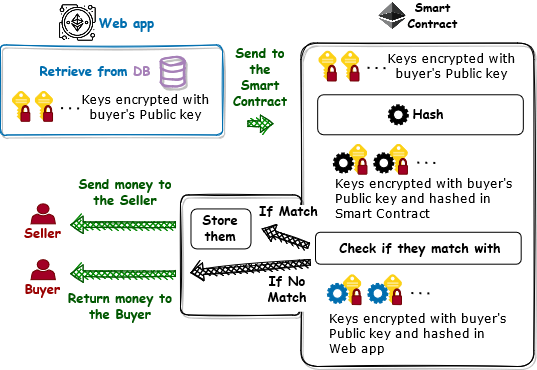 Web app
Retrieve from DB
... Keys encrypted with
buyer's Public key
Send to
the
Smart
Contract
Smart
Contract
... Keys encrypted with
buyer's Public key
Hash
...
Keys encrypted with buyer's
Public key and hashed in
Smart Contract
Check if they match with
...
Keys encrypted with buyer's
Public key and hashed in
Web app
If Match
If No
Match
Store
them
Send money to
the Seller
Seller
Buyer
Return money to
the Buyer